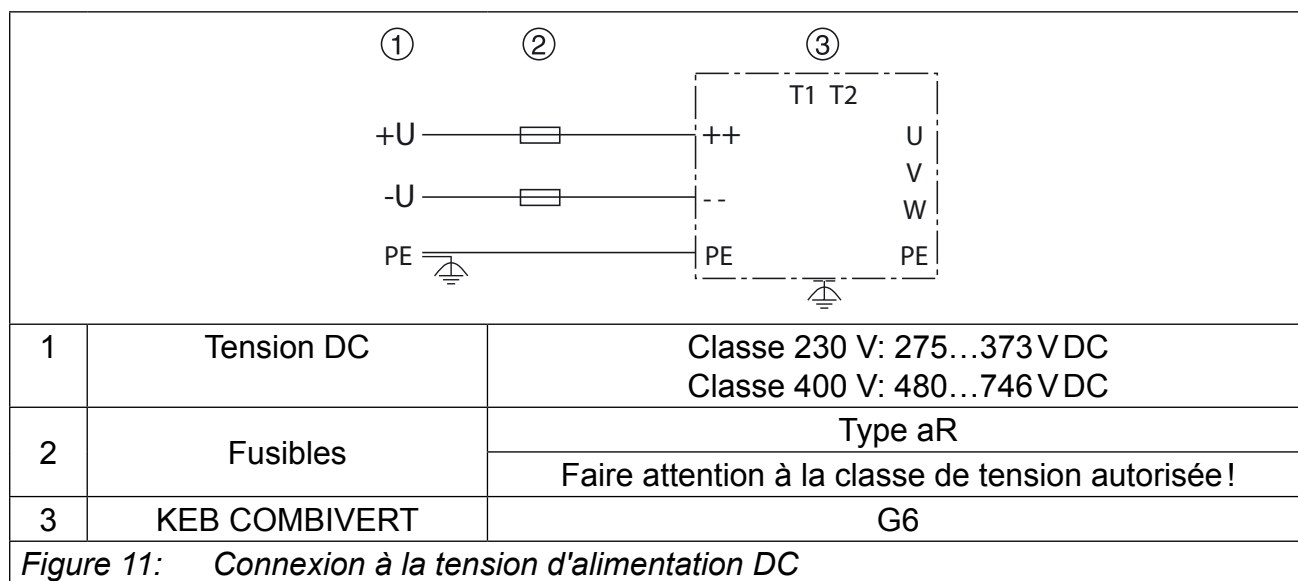 ① ② ③
T1 T2
+U ++ U
V
-U -- W
PE PE PE
1 Tension DC Classe 230 V: 275…373 V DC
Classe 400 V: 480…746 V DC
2 Fusibles Type aR
Faire attention à la classe de tension autorisée!
3 KEB COMBIVERT G6
Figure 11: Connexion à la tension d'alimentation DC